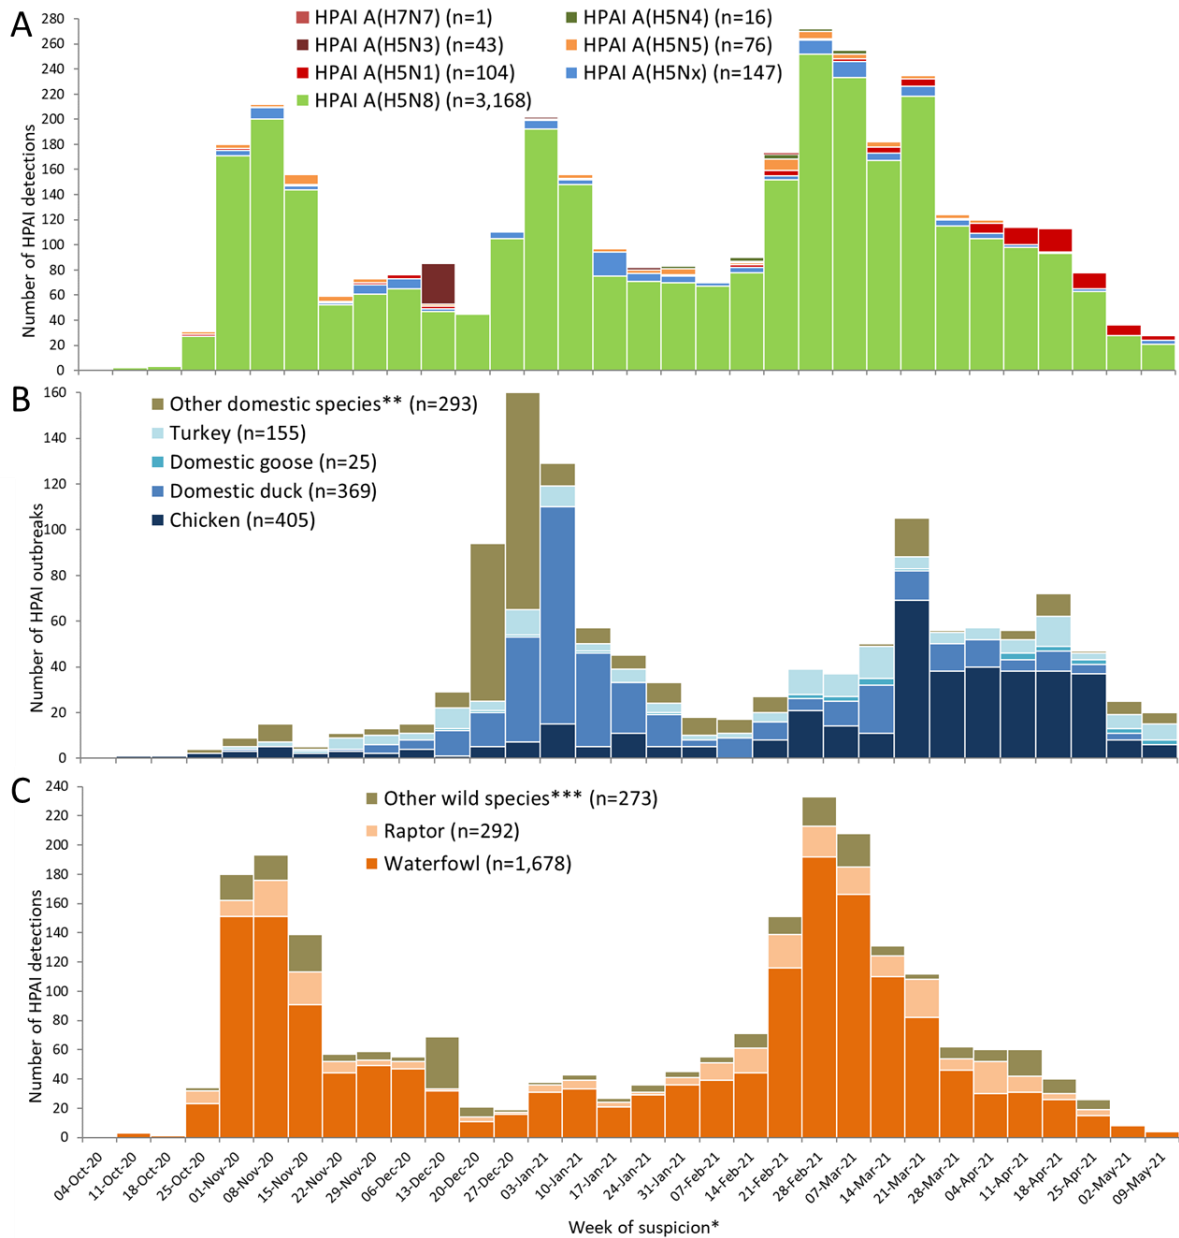 A
HPAI A(H7N7) (n=1)
HPAI A(H5N4) (n=16)
HPAI A(H5N3) (n=43)
HPAI A(H5N5) (n=76)
HPAI A(H5N1) (n=104)
HPAI A(H5Nx) (n=147)
HPAI A(H5N8) (n=3,168)
Number of HPAI detections
280
260
240
220
200
180
160
140
120
100
80
60
40
20
0
B
Other domestic species** (n=293)
Turkey (n=155)
Domestic goose (n=25)
Domestic duck (n=369)
Chicken (n=405)
Number of HPAI outbreaks
160
140
120
100
80
60
40
20
0
C
Other wild species*** (n=273)
Raptor (n=292)
Waterfowl (n=1,678)
Number of HPAI detections
240
220
200
180
160
140
120
100
80
60
40
20
0
04-Oct-20
11-Oct-20
18-Oct-20
25-Oct-20
01-Nov-20
08-Nov-20
15-Nov-20
22-Nov-20
29-Nov-20
06-Dec-20
13-Dec-20
20-Dec-20
27-Dec-20
03-Jan-21
10-Jan-21
17-Jan-21
24-Jan-21
31-Jan-21
07-Feb-21
14-Feb-21
21-Feb-21
28-Feb-21
07-Mar-21
14-Mar-21
21-Mar-21
28-Mar-21
04-Apr-21
11-Apr-21
18-Apr-21
25-Apr-21
02-May-21
09-May-21
Week of suspicion*